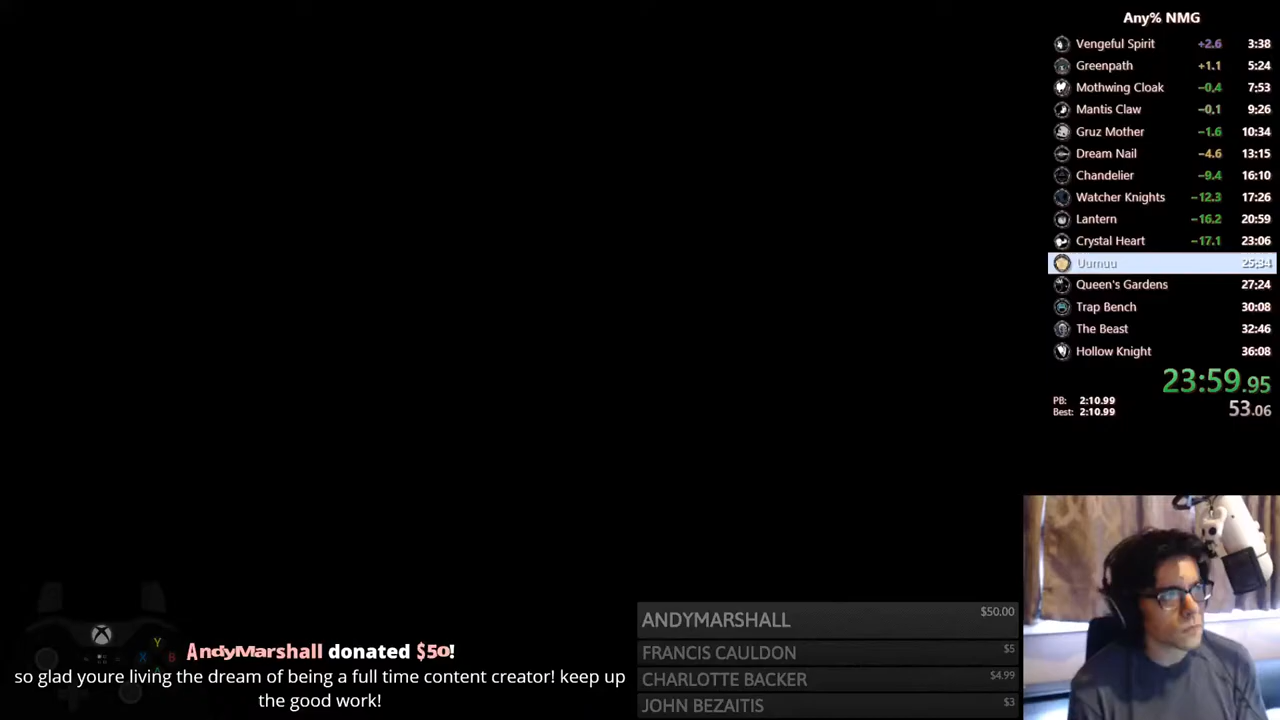 Any% NMG
Vengeful Spirit +2.6 3:38
Greenpath +1.1 5:24
Mothwing Cloak −0.4 7:53
Mantis Claw −0.1 9:26
Gruz Mother −1.6 10:34
Dream Nail −4.6 13:15
Chandelier −9.4 16:10
Watcher Knights −12.3 17:26
Lantern −16.2 20:59
Crystal Heart −17.1 23:06
Uumuu 25:34
Queen's Gardens 27:24
Trap Bench 30:08
The Beast 32:46
Hollow Knight 36:08
23:59.95
PB: 2:10.99
Best: 2:10.99
53.06
Y
X B
A
AndyMarshall donated $50!
so glad youre living the dream of being a full time content creator! keep up
the good work!
ANDYMARSHALL $50.00
FRANCIS CAULDON $5
CHARLOTTE BACKER $4.99
JOHN BEZAITIS $3